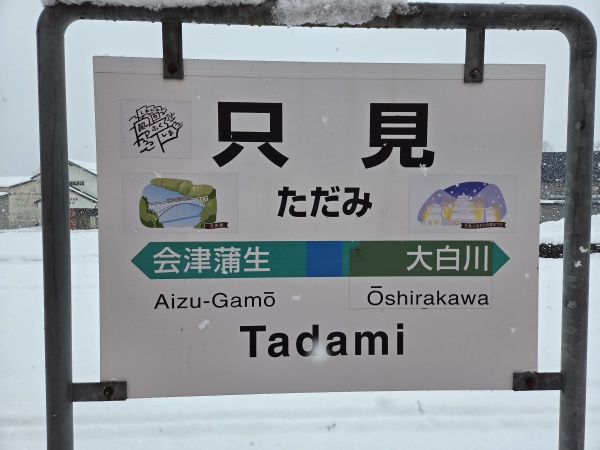 只見
ただみ
会津蒲生 大白川
Aizu-Gamō Ōshirakawa
Tadami